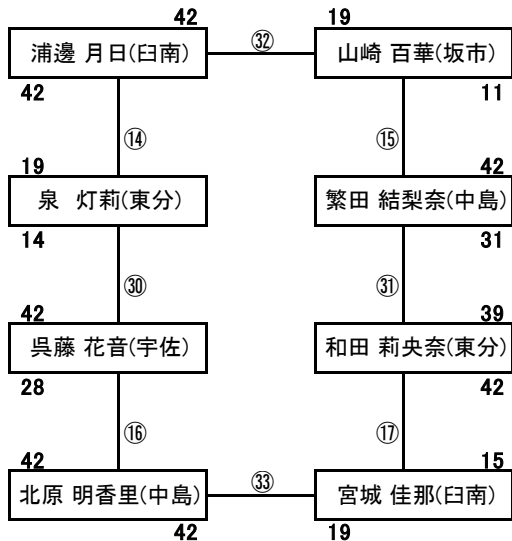 42 19
浦邊 月日(臼南) ㉜ 山崎 百華(坂市)
42 11
⑭ ⑮
19 42
泉 灯莉(東分) 繁田 結梨奈(中島)
14 31
㉚ ㉛
42 39
呉藤 花音(宇佐) 和田 莉央奈(東分)
28 42
⑯ ⑰
42 15
北原 明香里(中島) ㉝ 宮城 佳那(臼南)
42 19